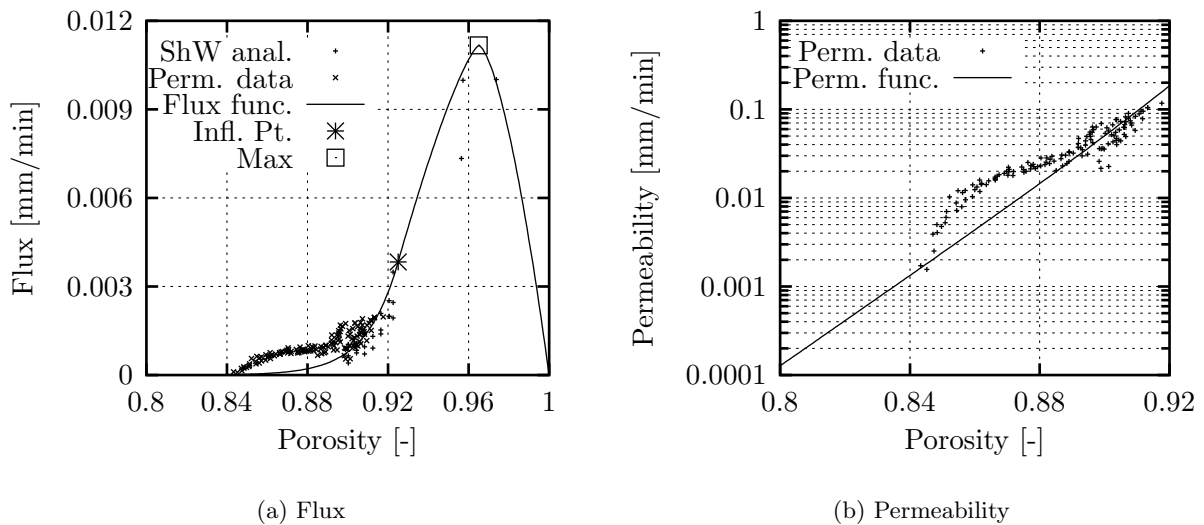 0.012
0.009
0.006
0.003
0
Flux [mm/min]
ShW anal.
Perm. data
Flux func.
Infl. Pt.
Max
0.8 0.84 0.88 0.92 0.96 1
Porosity [-]
(a) Flux
1
0.1
0.01
0.001
0.0001
Permeability [mm/min]
Perm. data
Perm. func.
0.8 0.84 0.88 0.92
Porosity [-]
(b) Permeability